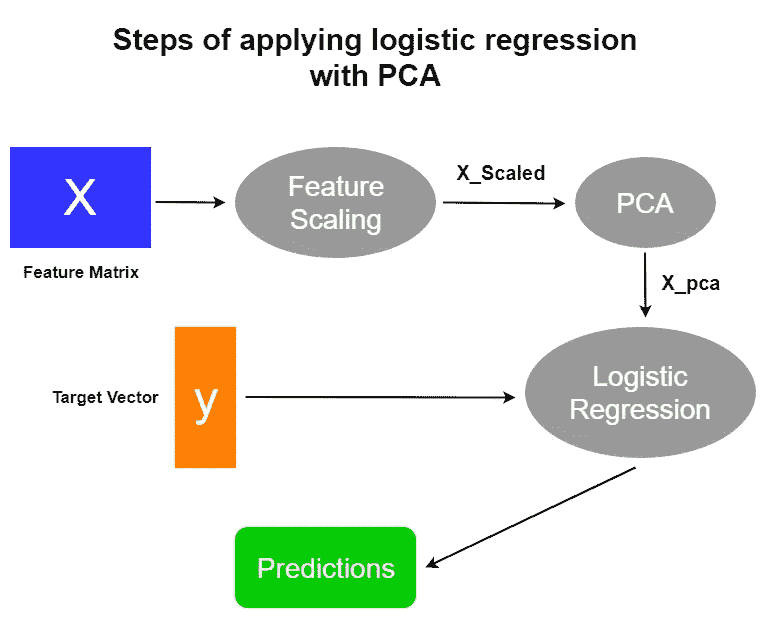 Steps of applying logistic regression
with PCA
X
Feature
Scaling
X_Scaled
PCA
Feature Matrix
X_pca
Target Vector
y
Logistic
Regression
Predictions